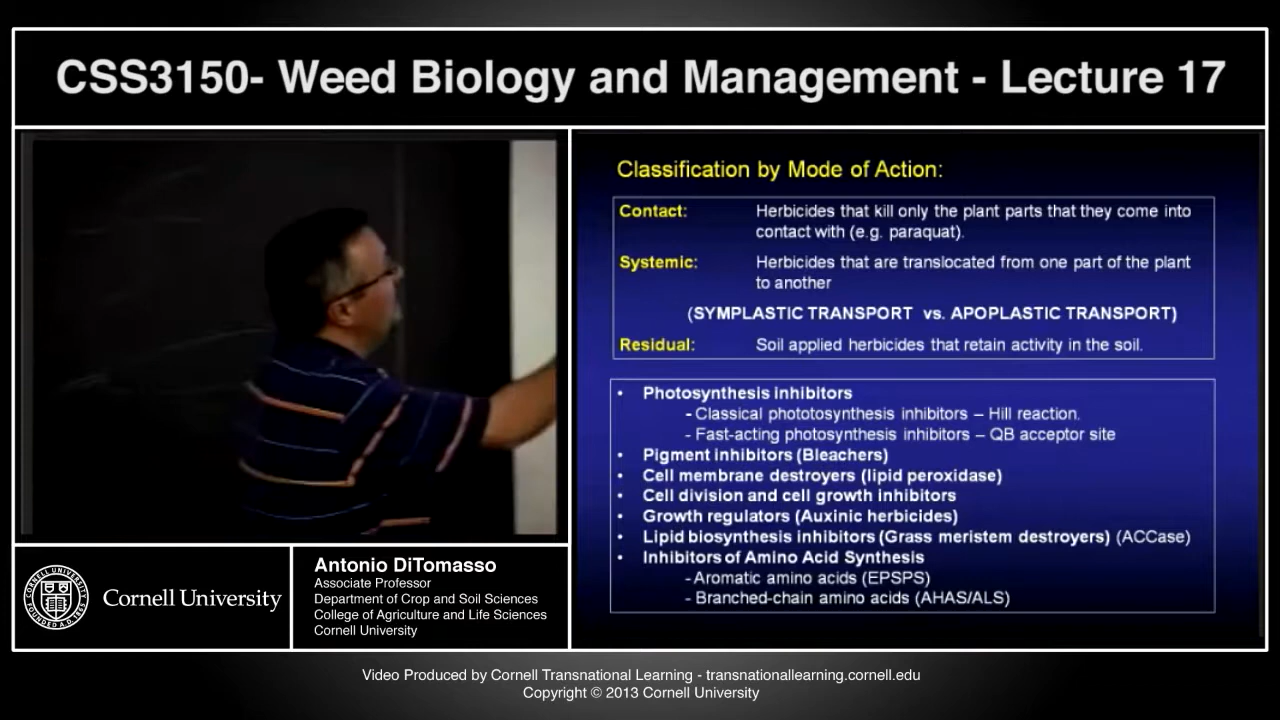 CSS3150- Weed Biology and Management - Lecture 17
Classification by Mode of Action:
Contact: Herbicides that kill only the plant parts that they come into
contact with (e.g. paraquat).
Systemic: Herbicides that are translocated from one part of the plant
to another
(SYMPLASTIC TRANSPORT vs. APOPLASTIC TRANSPORT)
Residual: Soil applied herbicides that retain activity in the soil.
• Photosynthesis inhibitors
- Classical phototosynthesis inhibitors – Hill reaction.
- Fast-acting photosynthesis inhibitors – QB acceptor site
• Pigment inhibitors (Bleachers)
• Cell membrane destroyers (lipid peroxidase)
• Cell division and cell growth inhibitors
• Growth regulators (Auxinic herbicides)
• Lipid biosynthesis inhibitors (Grass meristem destroyers) (ACCase)
• Inhibitors of Amino Acid Synthesis
- Aromatic amino acids (EPSPS)
- Branched-chain amino acids (AHAS/ALS)
Cornell University
Antonio DiTomasso
Associate Professor
Department of Crop and Soil Sciences
College of Agriculture and Life Sciences
Cornell University
Video Produced by Cornell Transnational Learning - transnationallearning.cornell.edu
Copyright © 2013 Cornell University